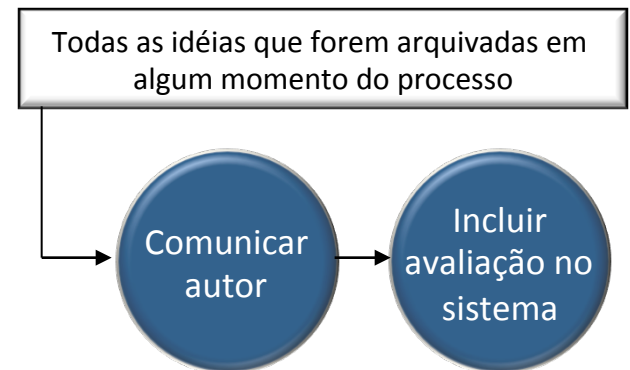 Todas as idéias que forem arquivadas em
algum momento do processo
Comunicar
autor
Incluir
avaliação no
sistema